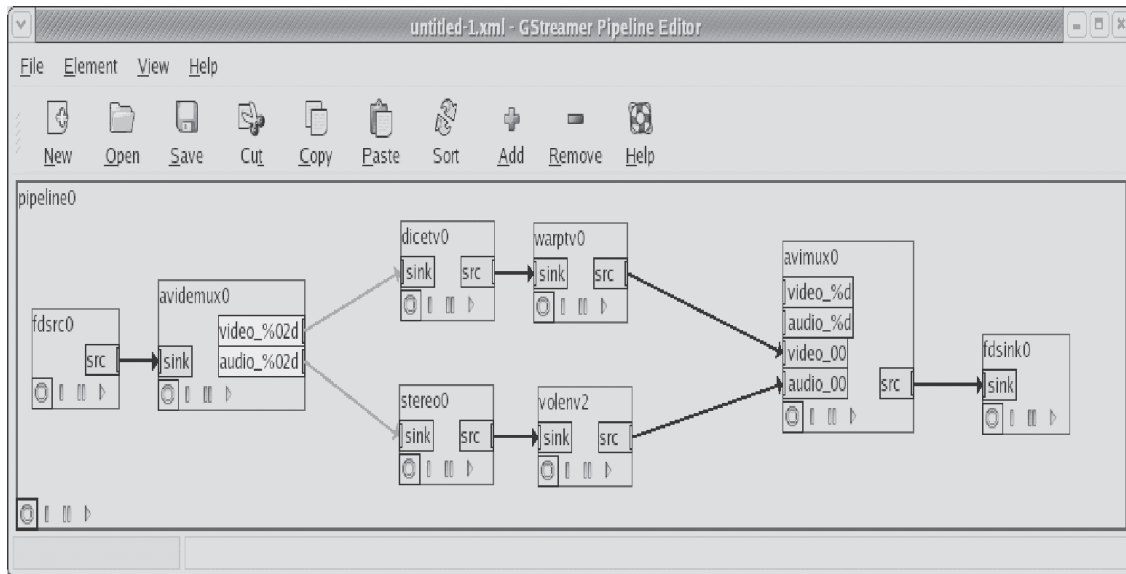 untitled-1.xml - GStreamer Pipeline Editor
File Element View Help
New Open Save Cut Copy Paste Sort Add Remove Help
pipeline0
fdsrc0
src
avidemux0
sink
video_%02d
audio_%02d
dicetv0
sink src
warptv0
sink src
stereo0
sink src
volenv2
sink src
avimux0
video_%d
audio_%d
video_00
audio_00
src
fdsink0
sink